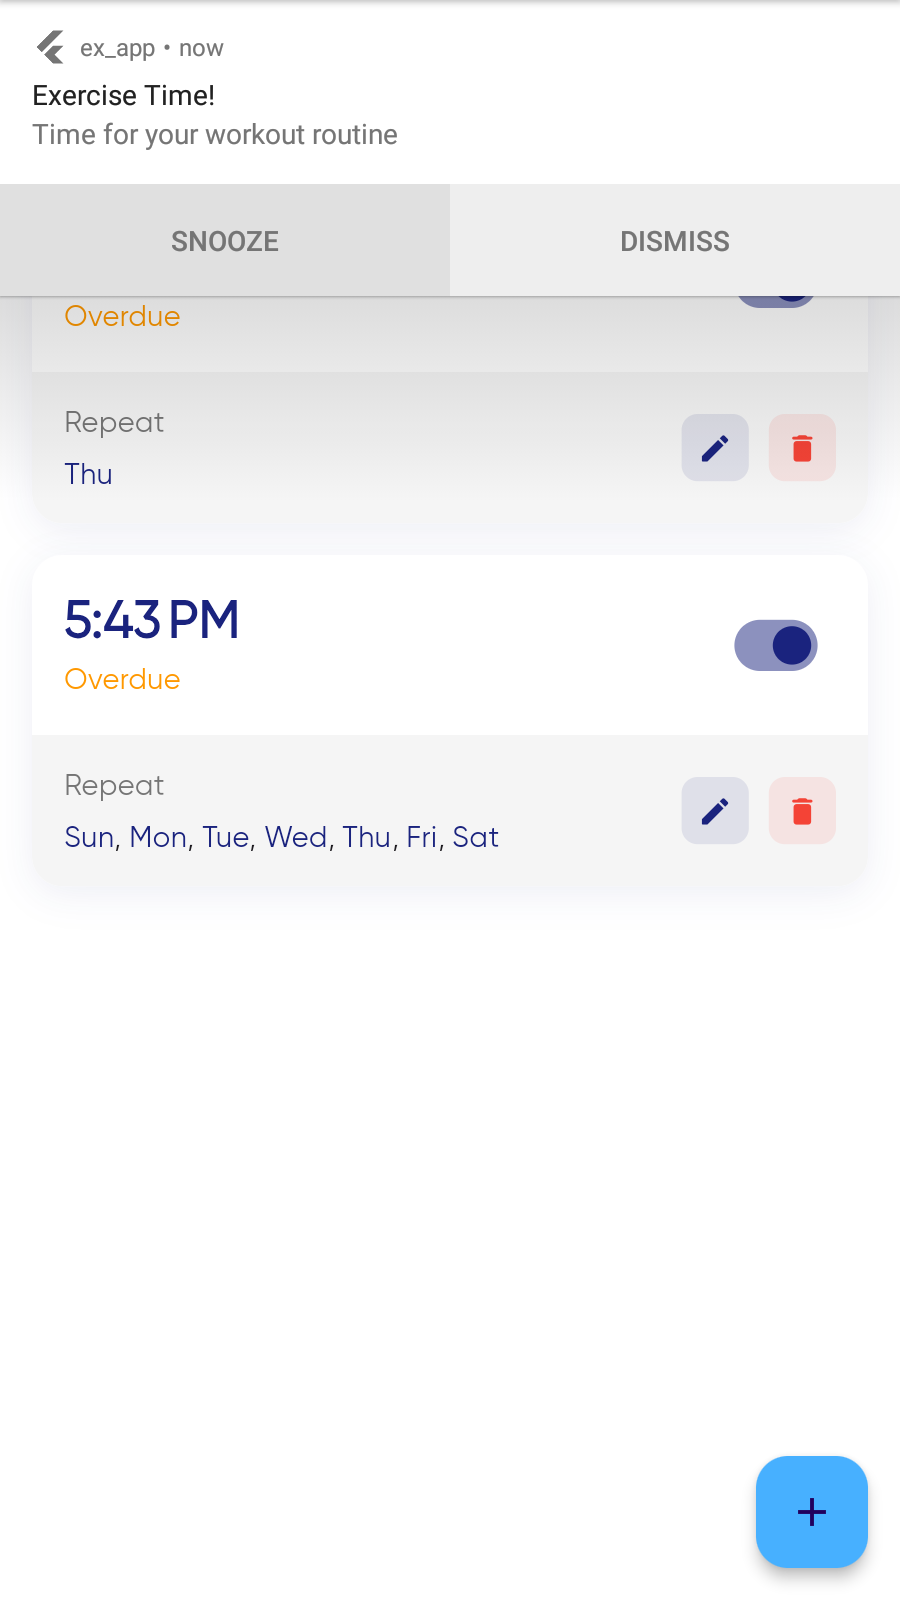 ex_app • now
Exercise Time!
Time for your workout routine
SNOOZE
DISMISS
Overdue
Repeat
Thu
5:43 PM
Overdue
Repeat
Sun, Mon, Tue, Wed, Thu, Fri, Sat